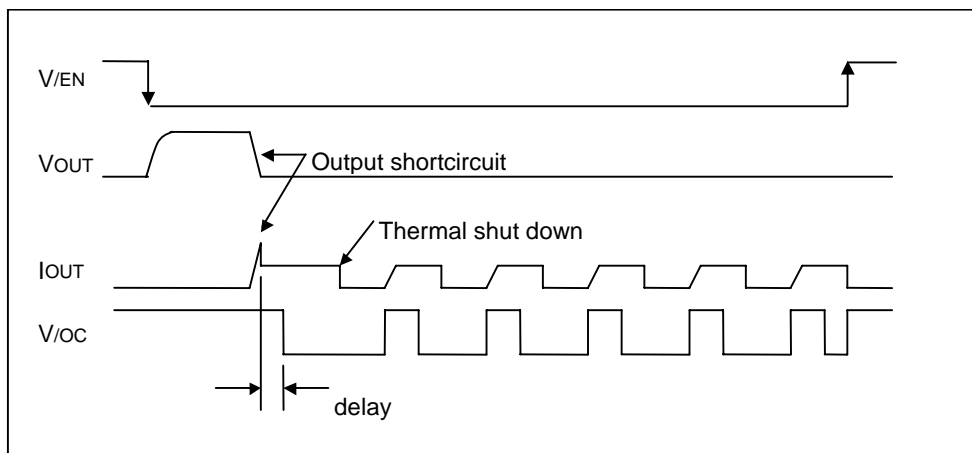 V/EN
VOUT
Output shortcircuit
Thermal shut down
IOUT
V/OC
delay